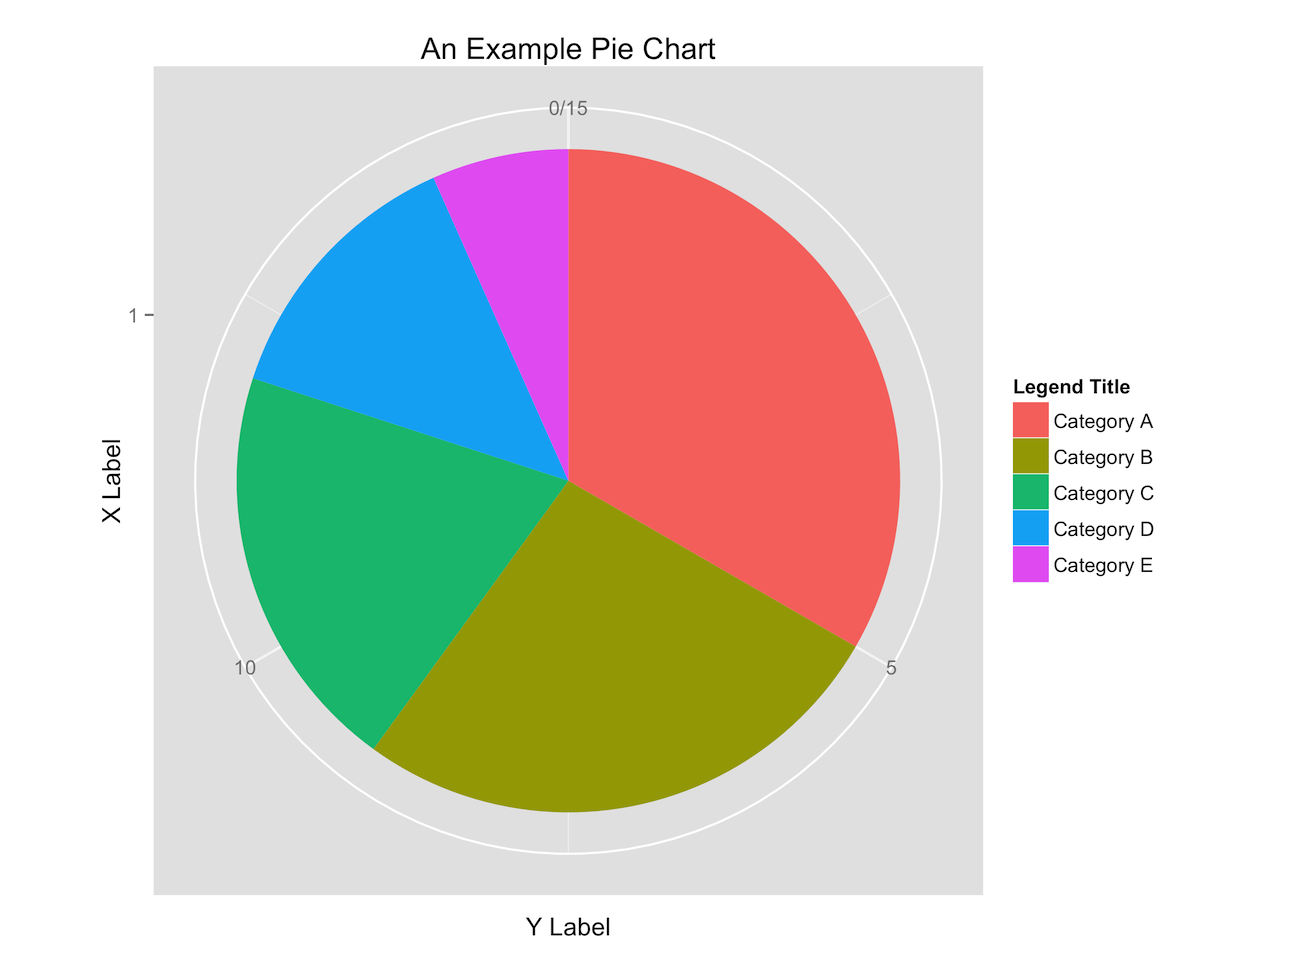 An Example Pie Chart
0/15
1
X Label
10
5
Y Label
Legend Title
Category A
Category B
Category C
Category D
Category E